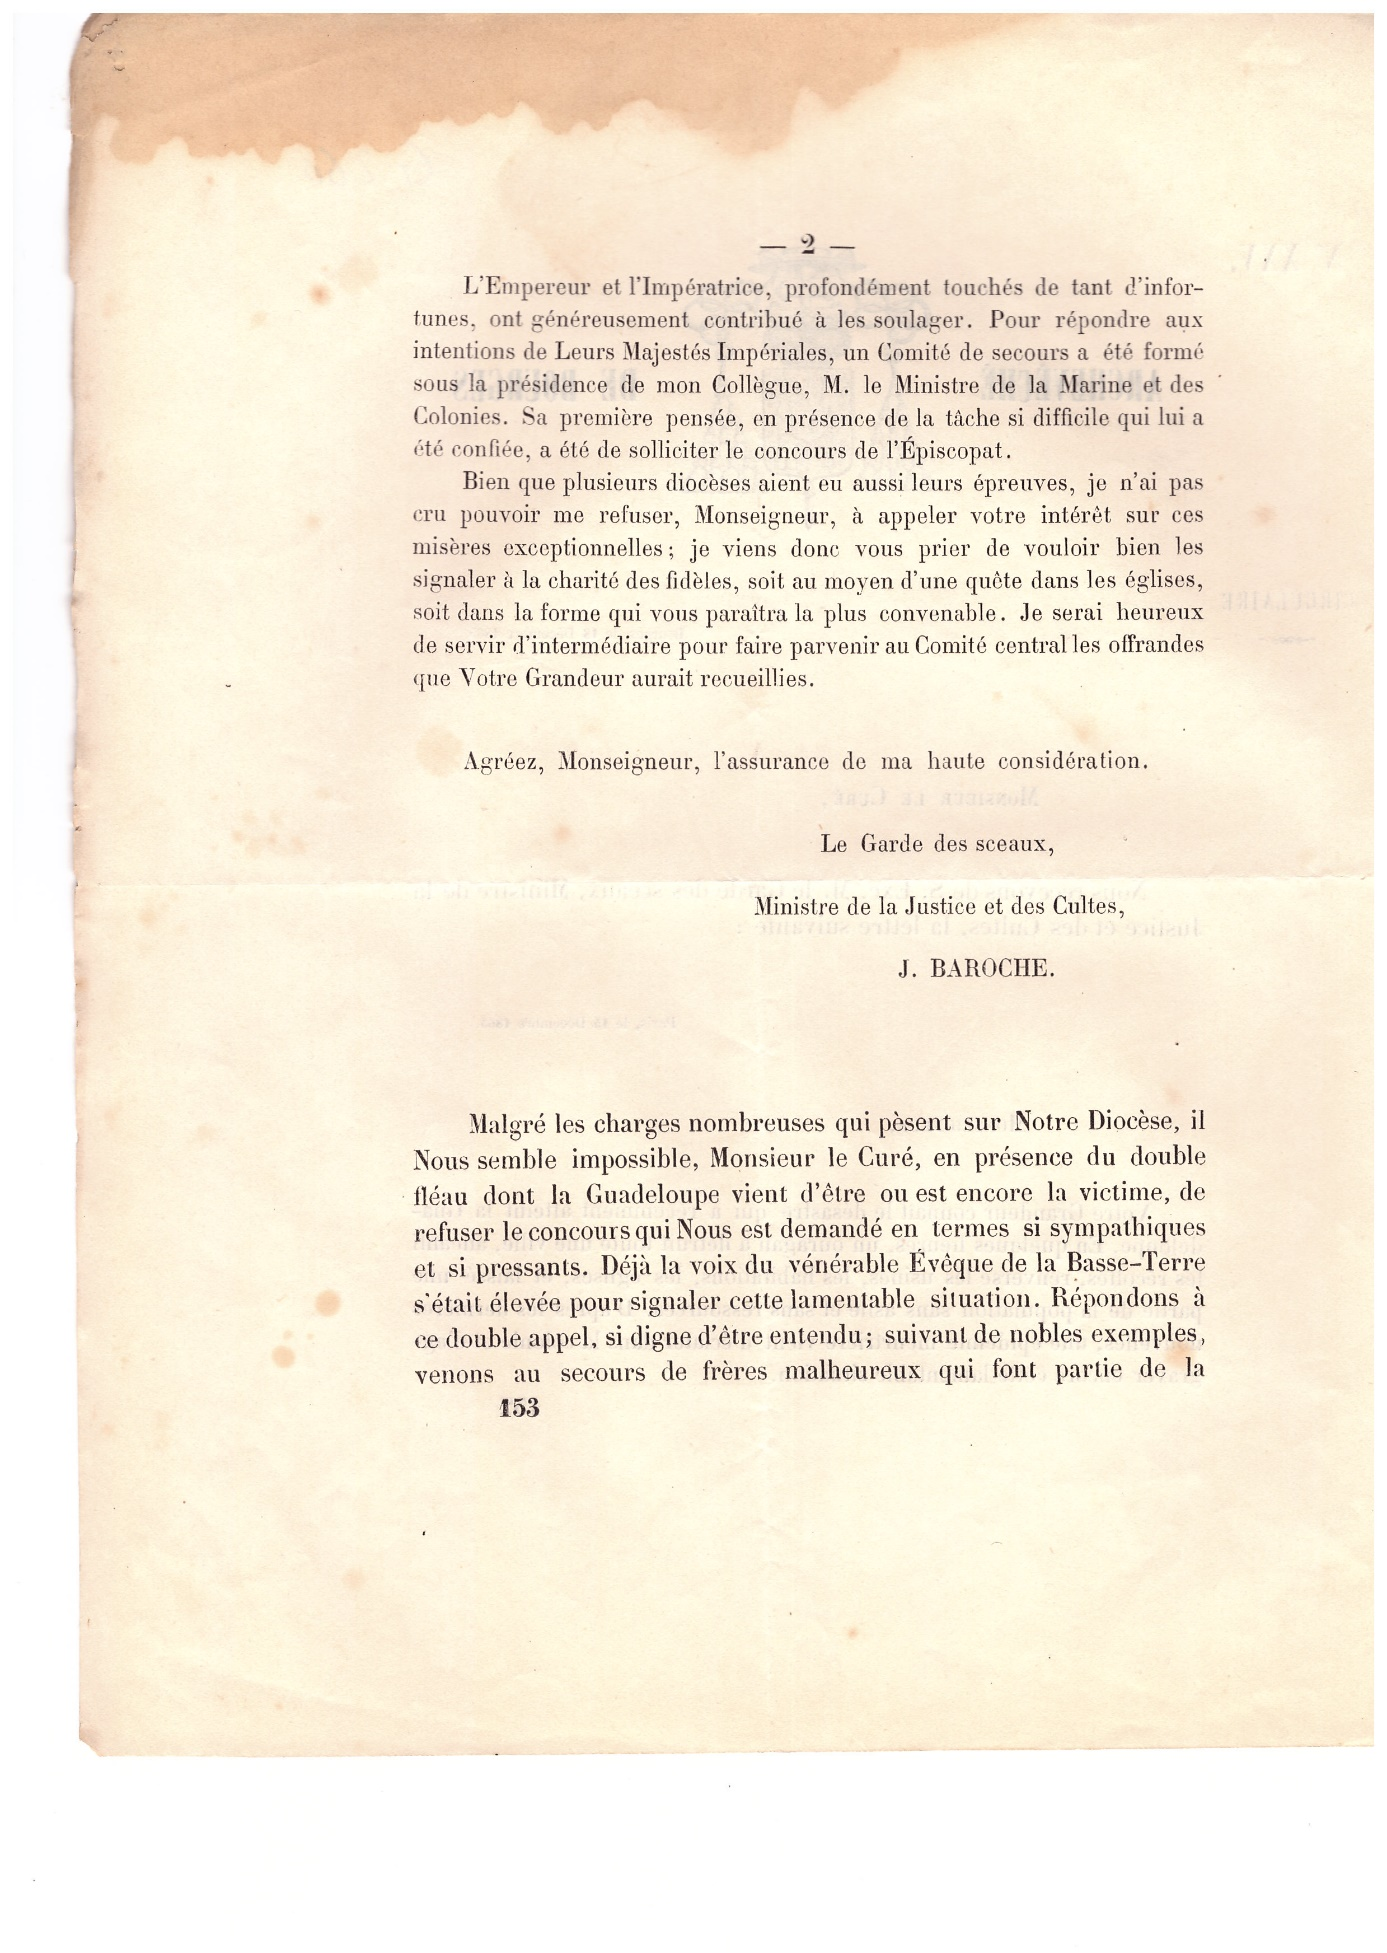 — 2 —
L'Empereur et l'Impératrice, profondément touchés de tant d'infor-
tunes, ont généreusement contribué à les soulager. Pour répondre aux
intentions de Leurs Majestés Impériales, un Comité de secours a été formé
sous la présidence de mon Collègue, M. le Ministre de la Marine et des
Colonies. Sa première pensée, en présence de la tâche si difficile qui lui a
été confiée, a été de solliciter le concours de l'Épiscopat.
Bien que plusieurs diocèses aient eu aussi leurs épreuves, je n'ai pas
cru pouvoir me refuser, Monseigneur, à appeler votre intérêt sur ces
misères exceptionnelles; je viens donc vous prier de vouloir bien les
signaler à la charité des fidèles, soit au moyen d'une quête dans les églises,
soit dans la forme qui vous paraîtra la plus convenable. Je serai heureux
de servir d'intermédiaire pour faire parvenir au Comité central les offrandes
que Votre Grandeur aurait recueillies.
Agréez, Monseigneur, l'assurance de ma haute considération.
Le Garde des sceaux,
Ministre de la Justice et des Cultes,
J. BAROCHE.
Malgré les charges nombreuses qui pèsent sur Notre Diocèse, il
Nous semble impossible, Monsieur le Curé, en présence du double
fléau dont la Guadeloupe vient d'être ou est encore la victime, de
refuser le concours qui Nous est demandé en termes si sympathiques
et si pressants. Déjà la voix du vénérable Évêque de la Basse-Terre
s'était élevée pour signaler cette lamentable situation. Répondons à
ce double appel, si digne d'être entendu; suivant de nobles exemples,
venons au secours de frères malheureux qui font partie de la
153